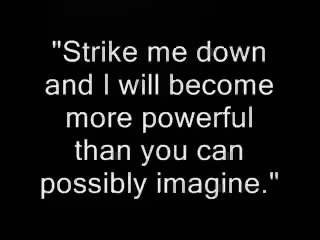 "Strike me down
and I will become
more powerful
than you can
possibly imagine."